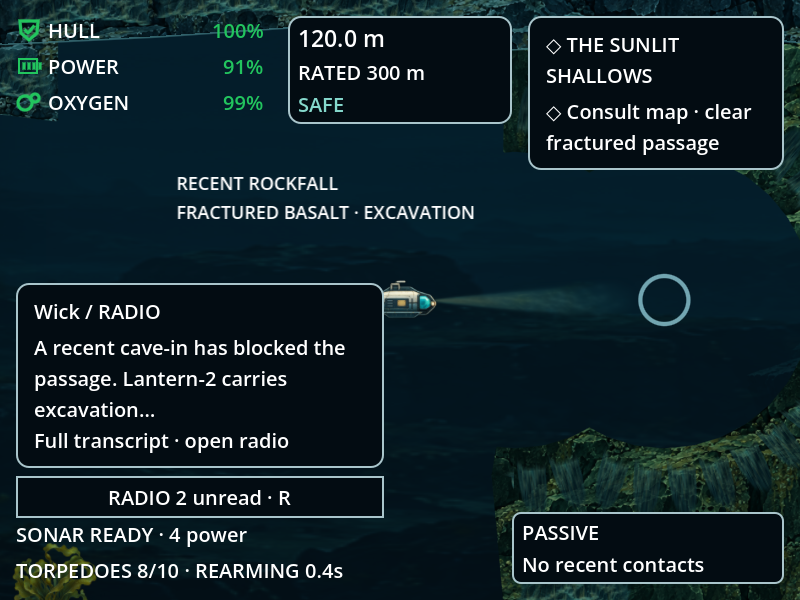 HULL 100%
POWER 91%
OXYGEN 99%
120.0 m
RATED 300 m
SAFE
◇ THE SUNLIT
SHALLOWS
◇ Consult map · clear
fractured passage
RECENT ROCKFALL
FRACTURED BASALT · EXCAVATION
Wick / RADIO
A recent cave-in has blocked the
passage. Lantern-2 carries
excavation...
Full transcript · open radio
RADIO 2 unread · R
SONAR READY · 4 power
TORPEDOES 8/10 · REARMING 0.4s
PASSIVE
No recent contacts